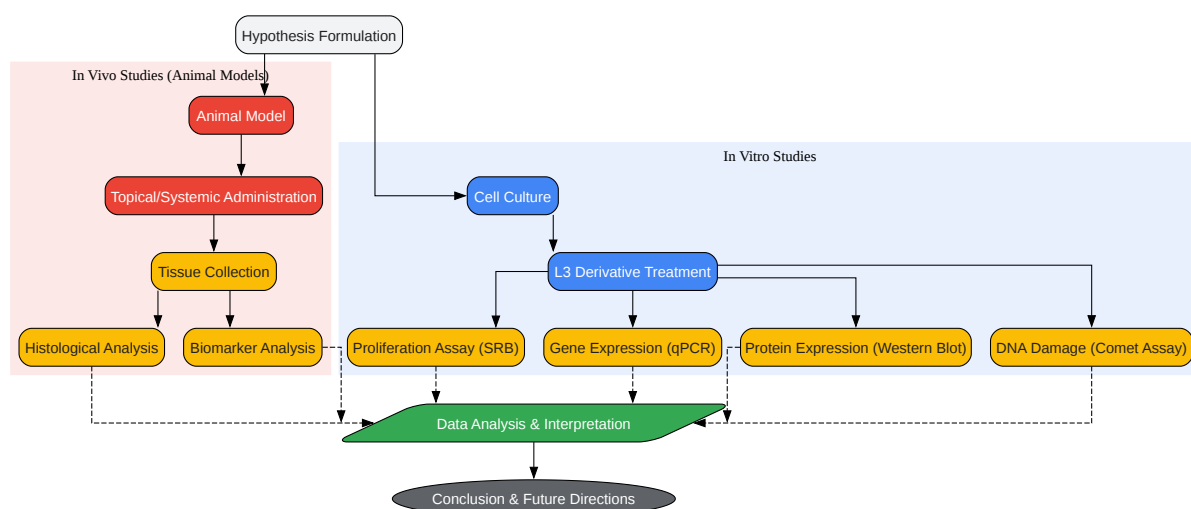 Hypothesis Formulation
In Vivo Studies (Animal Models)
Animal Model
In Vitro Studies
Topical/Systemic Administration
Cell Culture
Tissue Collection
L3 Derivative Treatment
Histological Analysis
Biomarker Analysis
Proliferation Assay (SRB)
Gene Expression (qPCR)
Protein Expression (Western Blot)
DNA Damage (Comet Assay)
Data Analysis & Interpretation
Conclusion & Future Directions